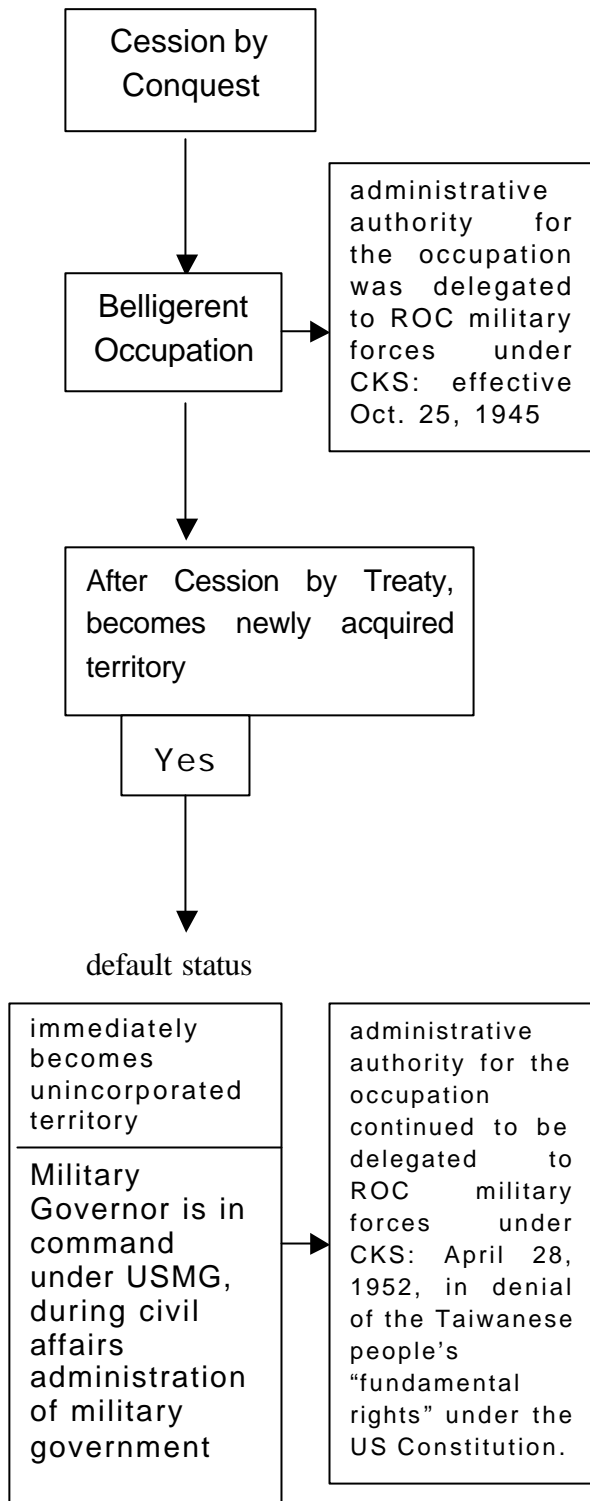 Cession by
Conquest
administrative
authority for
the occupation
was delegated
to ROC military
forces under
CKS: effective
Oct. 25, 1945
Belligerent
Occupation
After Cession by Treaty,
becomes newly acquired
territory
Yes
default status
immediately
becomes
unincorporated
territory
Military
Governor is in
command
under USMG,
during civil
affairs
administration
of military
government
administrative
authority for the
occupation
continued to be
delegated to
ROC military
forces under
CKS: April 28,
1952, in denial
of the Taiwanese
people's
“fundamental
rights” under the
US Constitution.